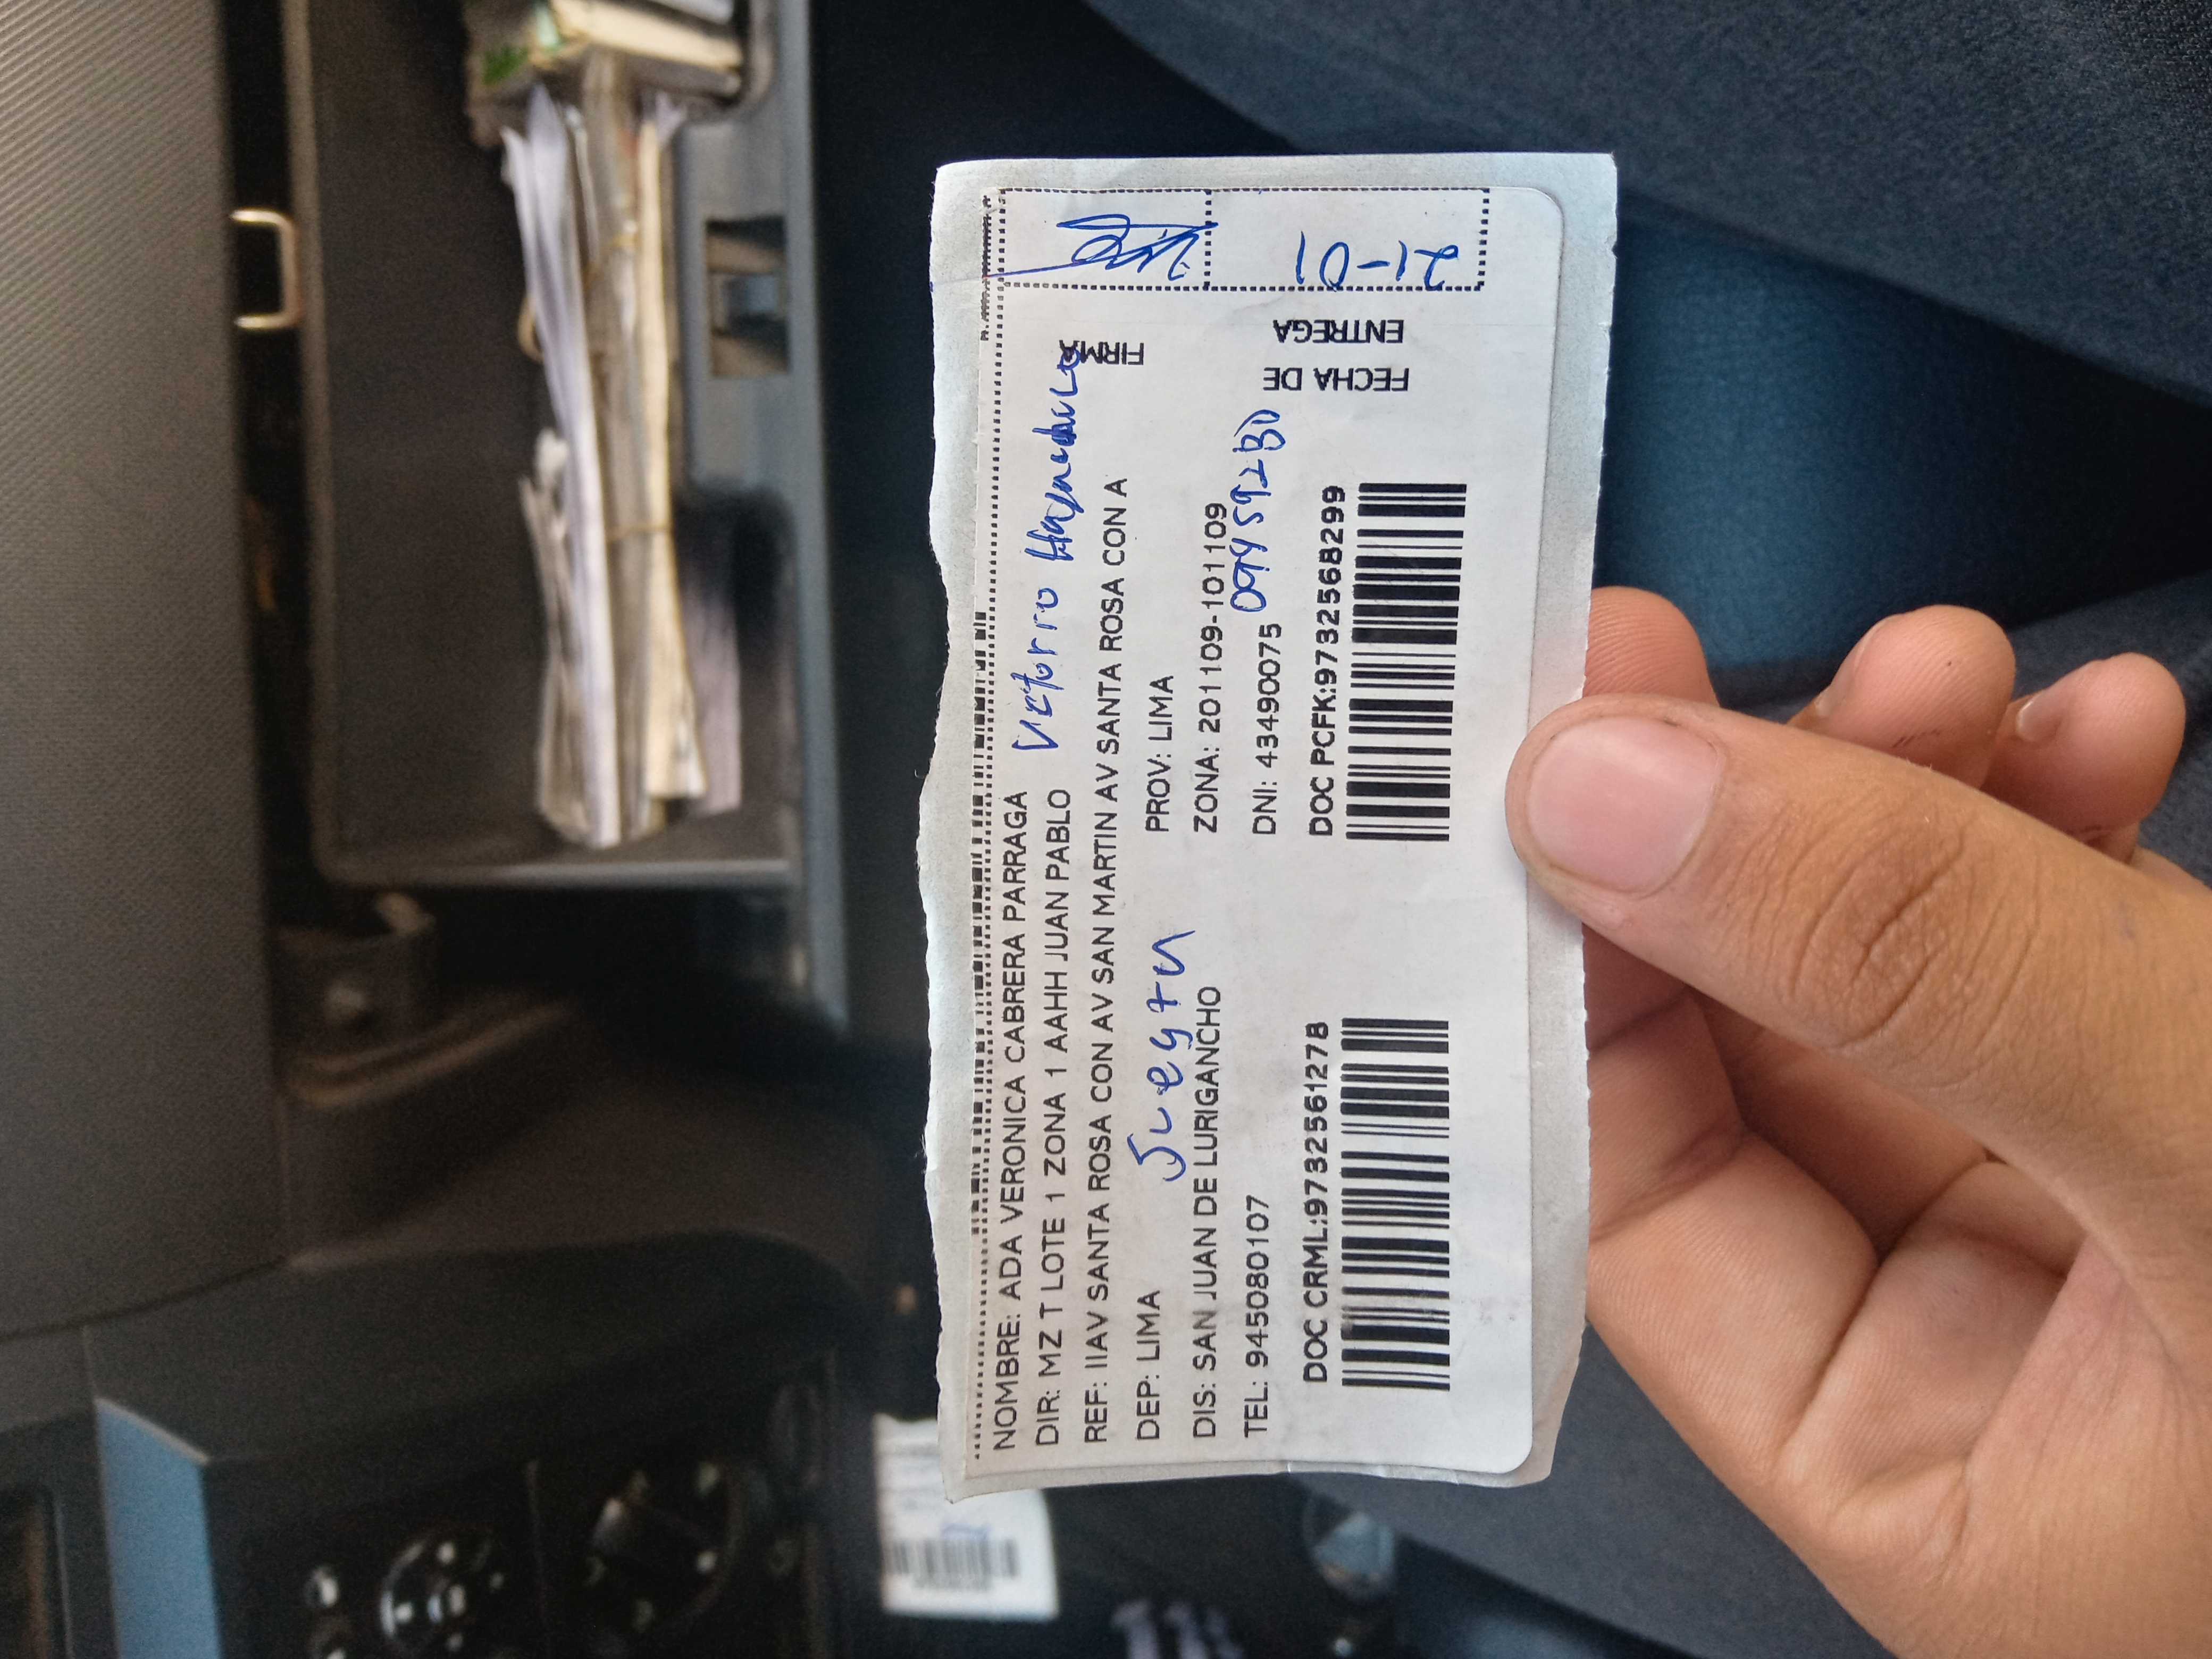 NOMBRE: ADA VERONICA CABRERA PARRAGA
DIR: MZ T LOTE 1 ZONA 1 AAHH JUAN PABLO
REF: IIAV SANTA ROSA CON AV SAN MARTIN AV SANTA ROSA CON A
DEP: LIMA PROV: LIMA
Suegra
DIS: SAN JUAN DE LURIGANCHO ZONA: 201109-101109
TEL: 945080107 DNI: 43490075
DOC CRML:9732561278 DOC PCFK:9732568299
FIRMA
FECHA DE
ENTREGA
21-01